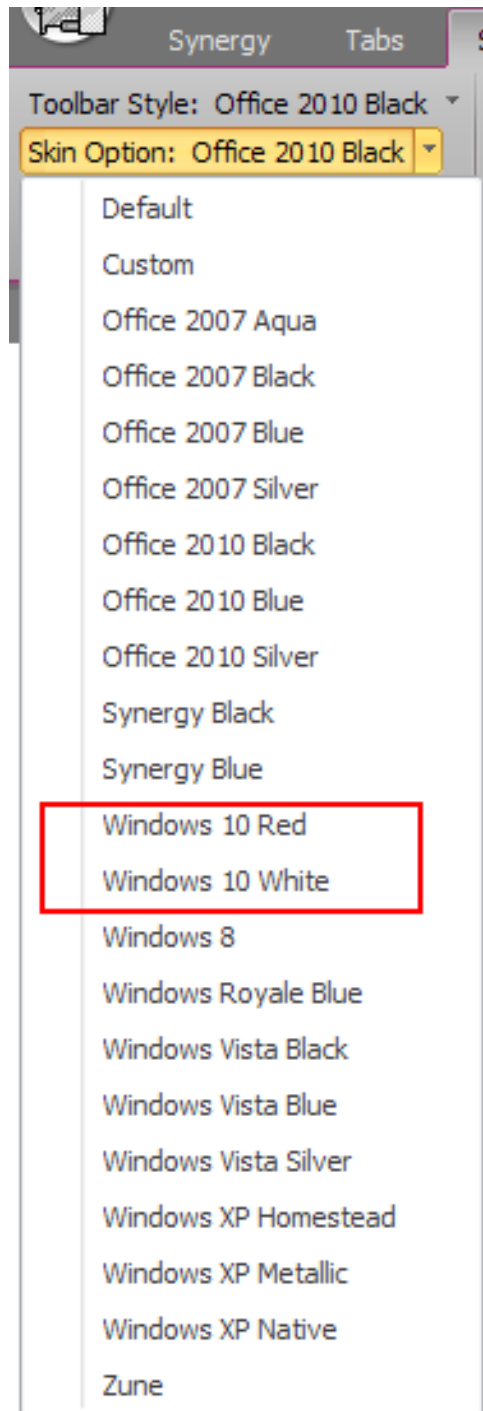 Synergy Tabs
Toolbar Style: Office 2010 Black
Skin Option: Office 2010 Black
Default
Custom
Office 2007 Aqua
Office 2007 Black
Office 2007 Blue
Office 2007 Silver
Office 2010 Black
Office 2010 Blue
Office 2010 Silver
Synergy Black
Synergy Blue
Windows 10 Red
Windows 10 White
Windows 8
Windows Royale Blue
Windows Vista Black
Windows Vista Blue
Windows Vista Silver
Windows XP Homestead
Windows XP Metallic
Windows XP Native
Zune